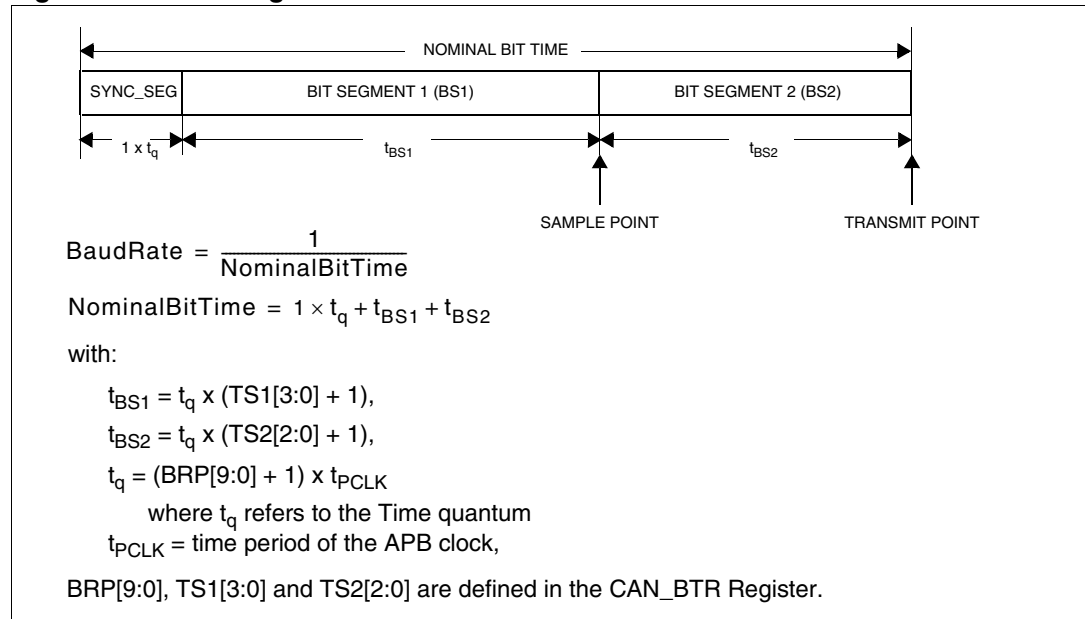 NOMINAL BIT TIME
SYNC_SEG BIT SEGMENT 1 (BS1) BIT SEGMENT 2 (BS2)
1 x tq tBS1 tBS2
SAMPLE POINT TRANSMIT POINT
BaudRate = 1 / NominalBitTime
NominalBitTime = 1 × tq + tBS1 + tBS2
with:
tBS1 = tq x (TS1[3:0] + 1),
tBS2 = tq x (TS2[2:0] + 1),
tq = (BRP[9:0] + 1) x tPCLK
where tq refers to the Time quantum
tPCLK = time period of the APB clock,
BRP[9:0], TS1[3:0] and TS2[2:0] are defined in the CAN_BTR Register.